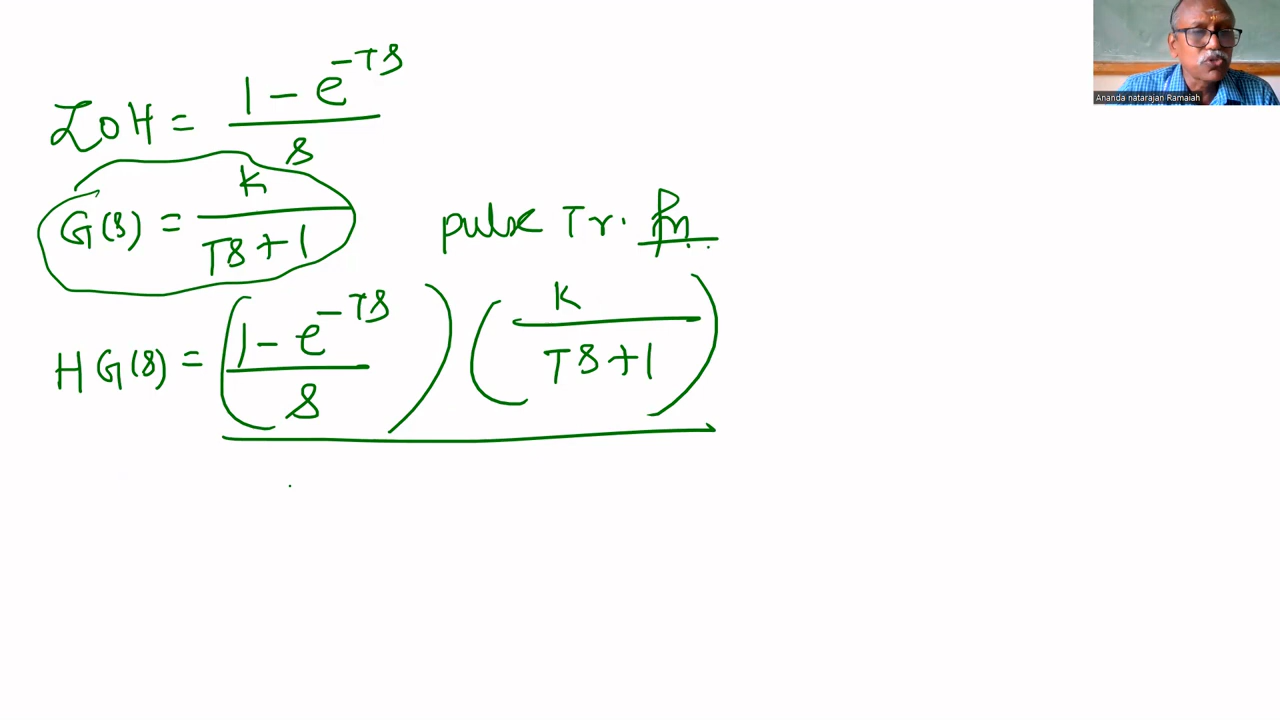 ZOH = 1 - e^-TS / S
G(S) = K / TS + 1
pulse Tr. fn.
HG(S) = (1 - e^-TS / S) (K / TS + 1)
Ananda natarajan Ramaiah